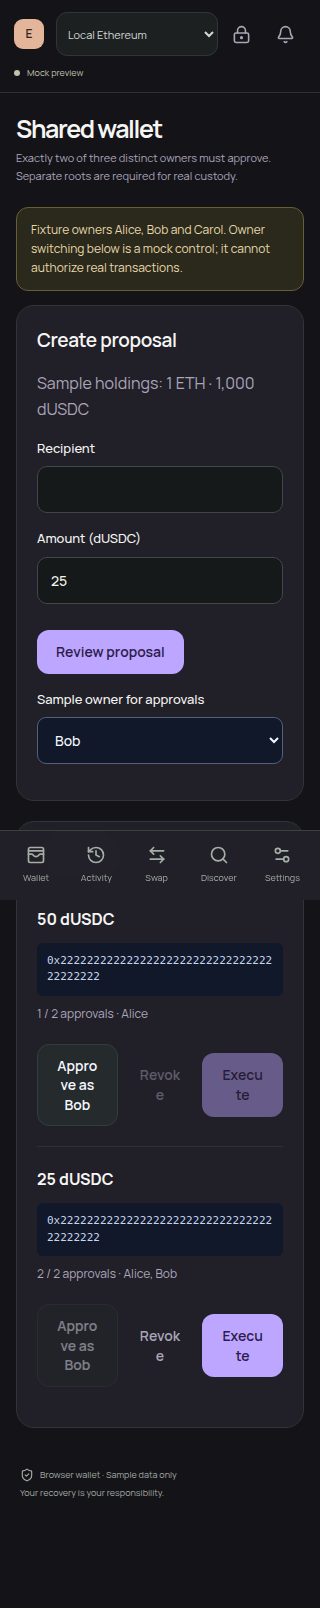 E
Local Ethereum
Mock preview
Shared wallet
Exactly two of three distinct owners must approve.
Separate roots are required for real custody.
Fixture owners Alice, Bob and Carol. Owner
switching below is a mock control; it cannot
authorize real transactions.
Create proposal
Sample holdings: 1 ETH · 1,000
dUSDC
Recipient
Amount (dUSDC)
25
Review proposal
Sample owner for approvals
Bob
Wallet Activity Swap Discover Settings
50 dUSDC
0x22222222222222222222222222222222
22222222
1 / 2 approvals · Alice
Appro
ve as
Bob
Revok
e
Execu
te
25 dUSDC
0x22222222222222222222222222222222
22222222
2 / 2 approvals · Alice, Bob
Appro
ve as
Bob
Revok
e
Execu
te
Browser wallet · Sample data only
Your recovery is your responsibility.